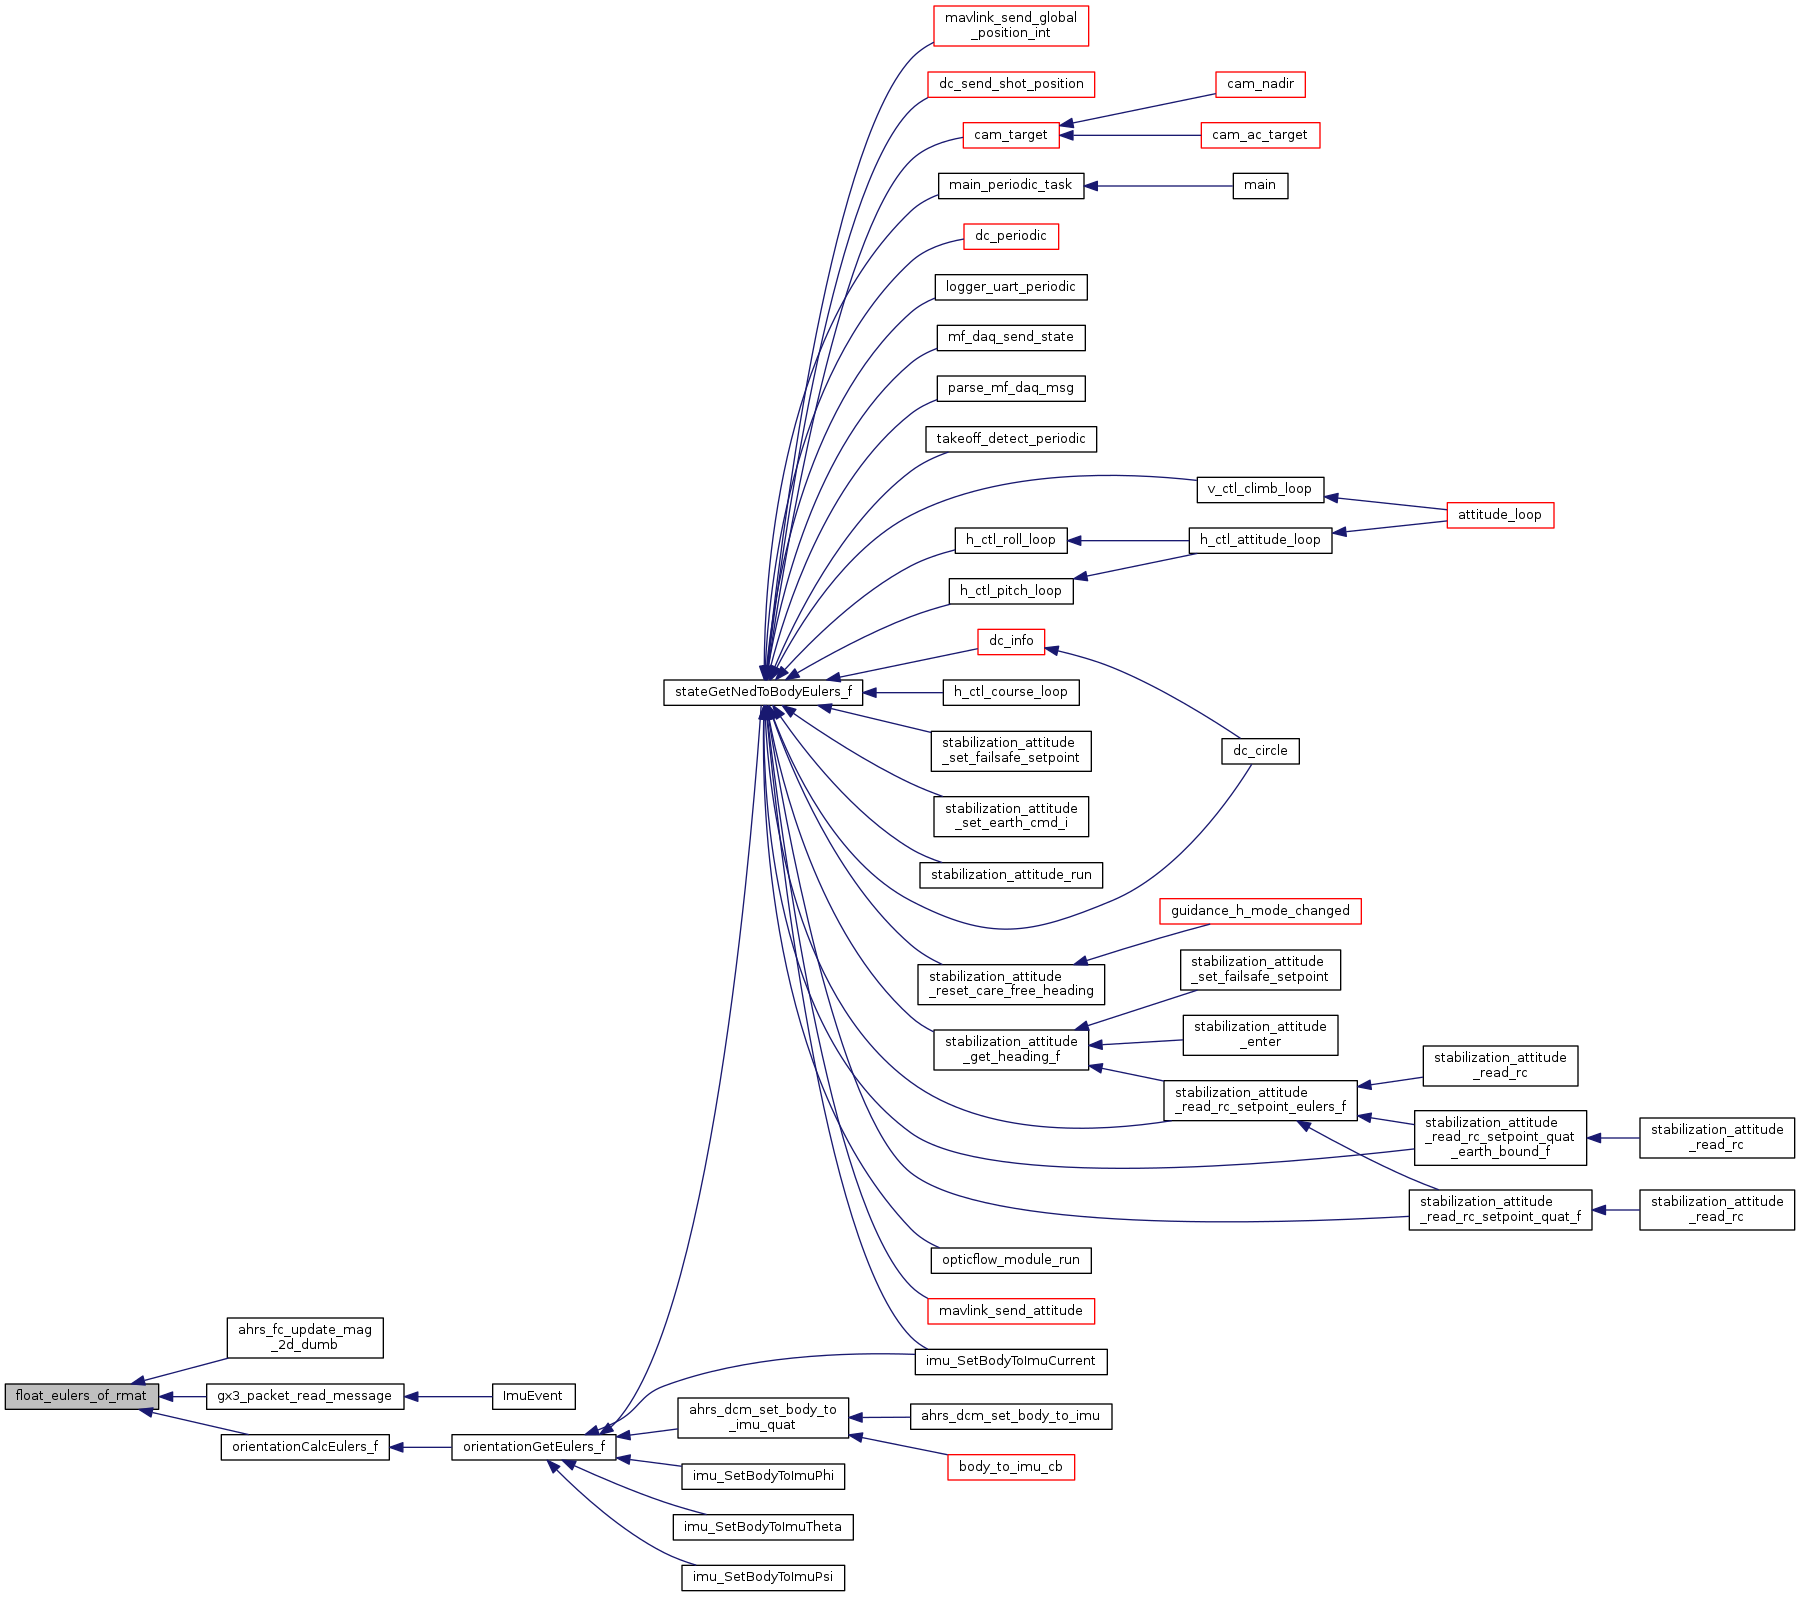 mavlink_send_global
_position_int
dc_send_shot_position
cam_nadir
cam_target
cam_ac_target
main_periodic_task
main
dc_periodic
logger_uart_periodic
mf_daq_send_state
parse_mf_daq_msg
takeoff_detect_periodic
v_ctl_climb_loop
attitude_loop
h_ctl_roll_loop
h_ctl_attitude_loop
h_ctl_pitch_loop
dc_info
stateGetNedToBodyEulers_f
h_ctl_course_loop
stabilization_attitude
_set_failsafe_setpoint
dc_circle
stabilization_attitude
_set_earth_cmd_i
stabilization_attitude_run
guidance_h_mode_changed
stabilization_attitude
_reset_care_free_heading
stabilization_attitude
_set_failsafe_setpoint
stabilization_attitude
_get_heading_f
stabilization_attitude
_enter
stabilization_attitude
_read_rc
stabilization_attitude
_read_rc_setpoint_eulers_f
stabilization_attitude
_read_rc_setpoint_quat
_earth_bound_f
stabilization_attitude
_read_rc
stabilization_attitude
_read_rc_setpoint_quat_f
stabilization_attitude
_read_rc
opticflow_module_run
mavlink_send_attitude
ahrs_fc_update_mag
_2d_dumb
imu_SetBodyToImuCurrent
float_eulers_of_rmat
gx3_packet_read_message
ImuEvent
ahrs_dcm_set_body_to
_imu_quat
ahrs_dcm_set_body_to_imu
orientationCalcEulers_f
orientationGetEulers_f
body_to_imu_cb
imu_SetBodyToImuPhi
imu_SetBodyToImuTheta
imu_SetBodyToImuPsi